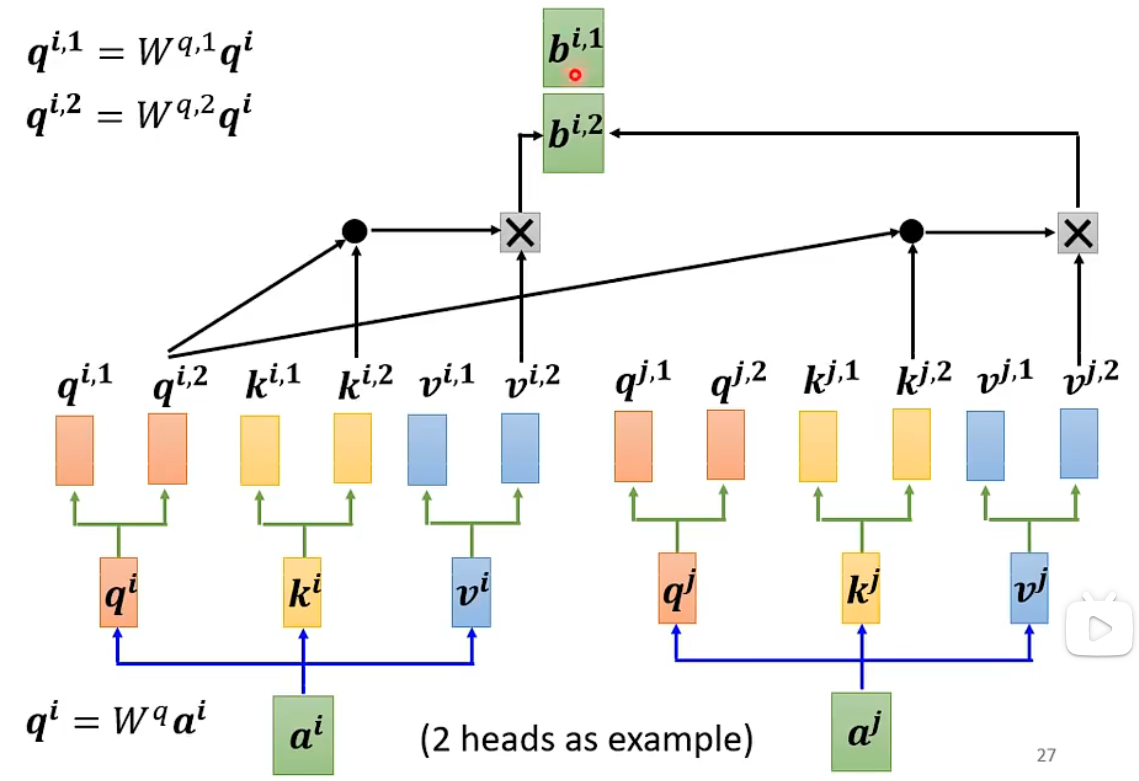 q^{i,1} = W^{q,1}q^i
b^{i,1}
q^{i,2} = W^{q,2}q^i
b^{i,2}
q^{i,1} q^{i,2} k^{i,1} k^{i,2} v^{i,1} v^{i,2} q^{j,1} q^{j,2} k^{j,1} k^{j,2} v^{j,1} v^{j,2}
q^i k^i v^i q^j k^j v^j
q^i = W^q a^i
a^i
(2 heads as example)
a^j
27